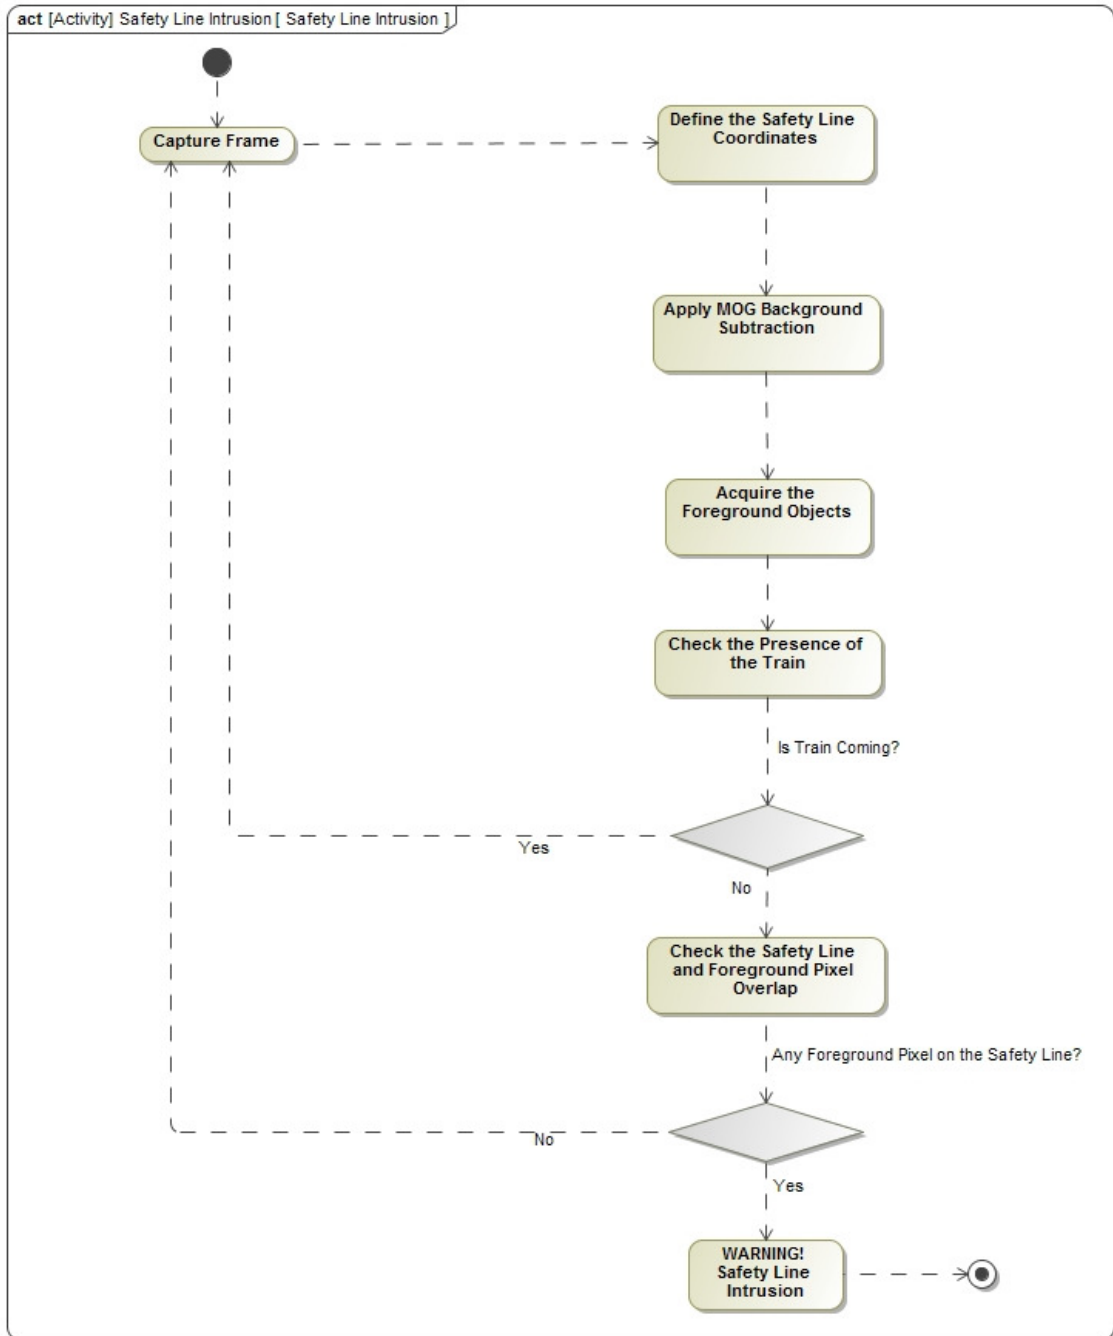 act [Activity] Safety Line Intrusion [ Safety Line Intrusion ]
Capture Frame
Define the Safety Line
Coordinates
Apply MOG Background
Subtraction
Acquire the
Foreground Objects
Check the Presence of
the Train
Is Train Coming?
Yes
No
Check the Safety Line
and Foreground Pixel
Overlap
Any Foreground Pixel on the Safety Line?
No
Yes
WARNING!
Safety Line
Intrusion